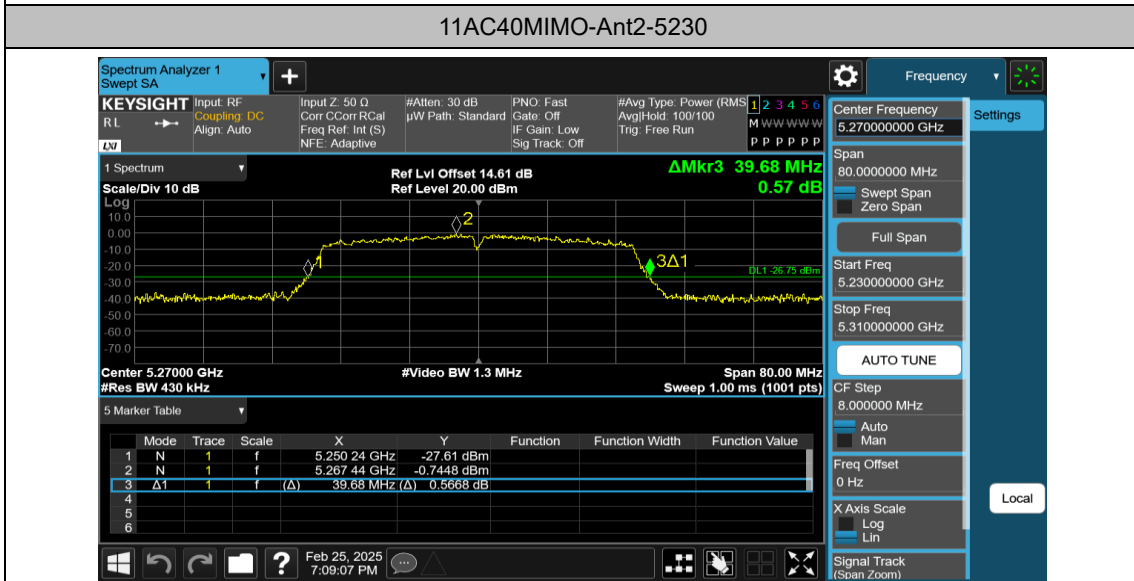 11AC40MIMO-Ant2-5230
Spectrum Analyzer 1
Swept SA
Frequency
KEYSIGHT
RL
LXI
Input: RF
Coupling: DC
Align: Auto
Input Z: 50 Ω
Corr CCorr RCal
Freq Ref: Int (S)
NFE: Adaptive
#Atten: 30 dB
µW Path: Standard
PNO: Fast
Gate: Off
IF Gain: Low
Sig Track: Off
#Avg Type: Power (RMS
Avg|Hold: 100/100
Trig: Free Run
1 2 3 4 5 6
M W W W W W
P P P P P P
1 Spectrum
Scale/Div 10 dB
Ref Lvl Offset 14.61 dB
Ref Level 20.00 dBm
ΔMkr3 39.68 MHz
0.57 dB
Log
10.0
0.00
-10.0
-20.0
-30.0
-40.0
-50.0
-60.0
-70.0
1
2
3Δ1
DL1 -26.75 dBm
Center 5.27000 GHz
#Video BW 1.3 MHz
Span 80.00 MHz
#Res BW 430 kHz
Sweep 1.00 ms (1001 pts)
5 Marker Table
Mode Trace Scale X Y Function Function Width Function Value
1 N 1 f 5.250 24 GHz -27.61 dBm
2 N 1 f 5.267 44 GHz -0.7448 dBm
3 Δ1 1 f (Δ) 39.68 MHz (Δ) 0.5668 dB
4
5
6
Feb 25, 2025
7:09:07 PM
Center Frequency
5.270000000 GHz
Span
80.0000000 MHz
Swept Span
Zero Span
Full Span
Start Freq
5.230000000 GHz
Stop Freq
5.310000000 GHz
AUTO TUNE
CF Step
8.000000 MHz
Auto
Man
Freq Offset
0 Hz
X Axis Scale
Log
Lin
Signal Track
(Span Zoom)
Settings
Local